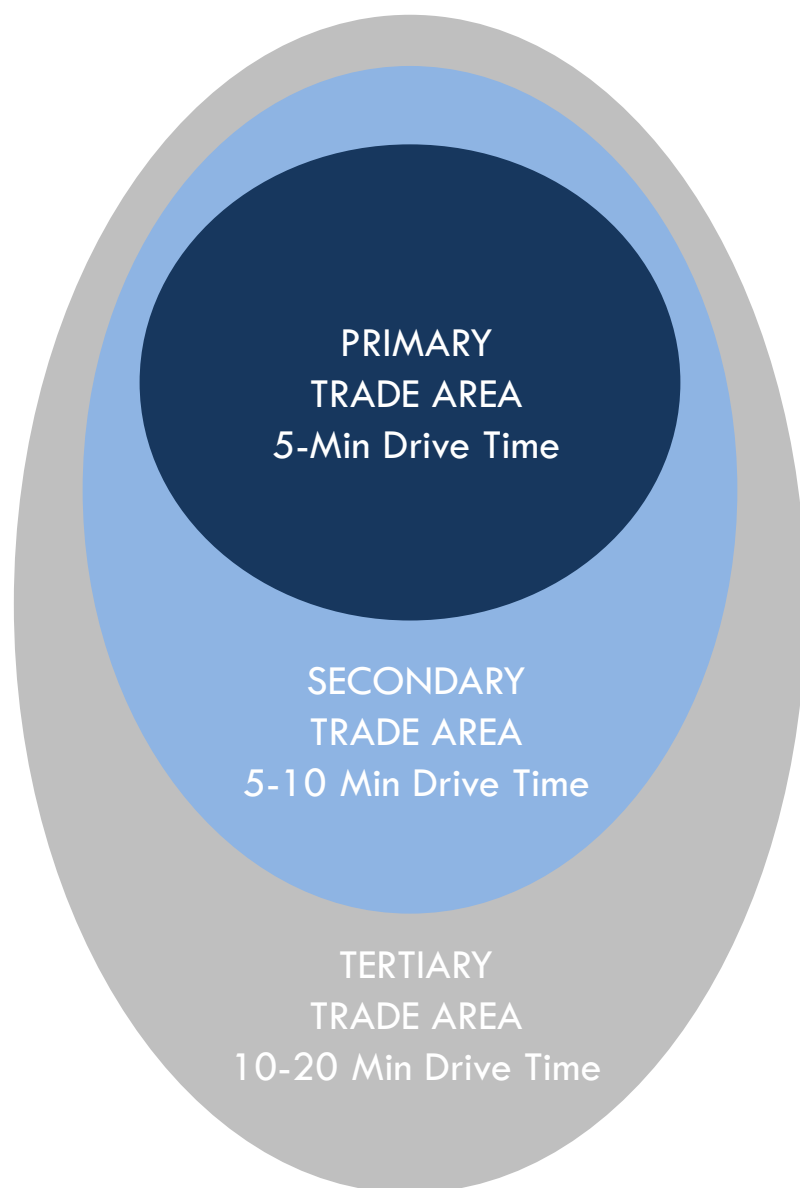 PRIMARY
TRADE AREA
5-Min Drive Time
SECONDARY
TRADE AREA
5-10 Min Drive Time
TERTIARY
TRADE AREA
10-20 Min Drive Time